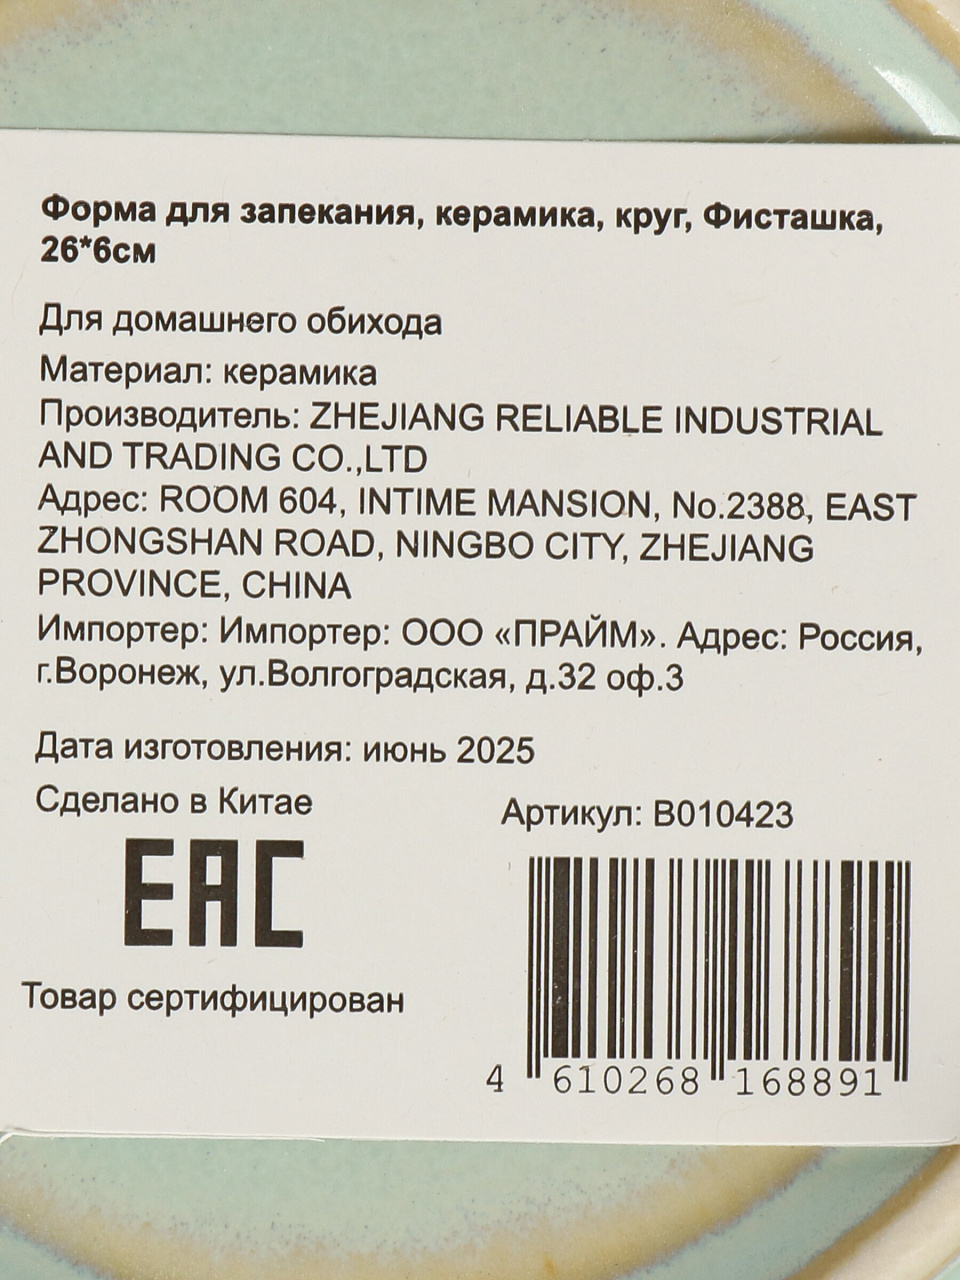 Форма для запекания, керамика, круг, Фисташка,
26*6см
Для домашнего обихода
Материал: керамика
Производитель: ZHEJIANG RELIABLE INDUSTRIAL
AND TRADING CO.,LTD
Адрес: ROOM 604, INTIME MANSION, No.2388, EAST
ZHONGSHAN ROAD, NINGBO CITY, ZHEJIANG
PROVINCE, CHINA
Импортер: Импортер: ООО «ПРАЙМ». Адрес: Россия,
г.Воронеж, ул.Волгоградская, д.32 оф.3
Дата изготовления: июнь 2025
Сделано в Китае
Артикул: B010423
EAC
Товар сертифицирован
4 610268 168891